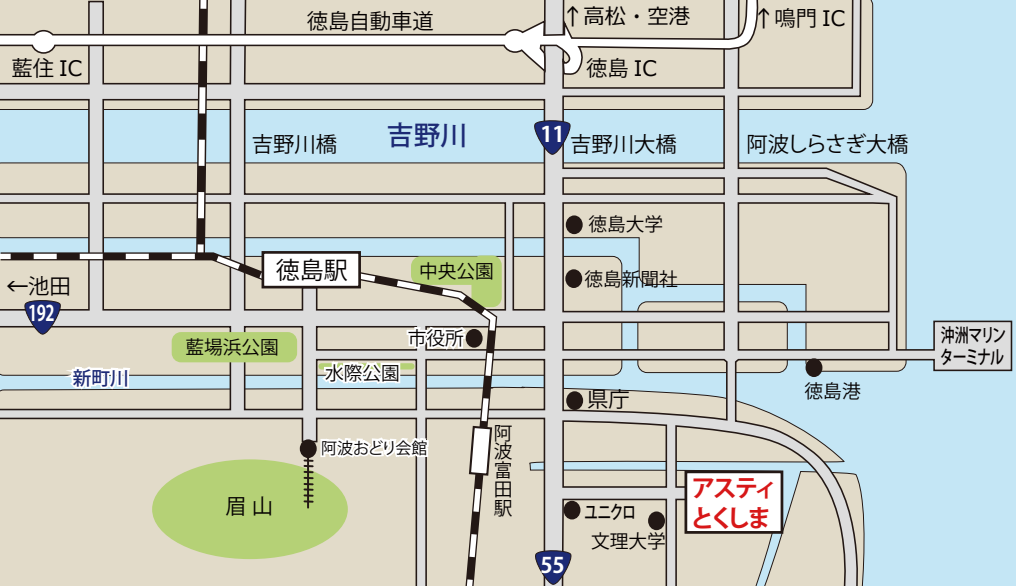 徳島自動車道
↑高松・空港
↑鳴門 IC
藍住 IC
徳島 IC
吉野川橋
吉野川
11
吉野川大橋
阿波しらさぎ大橋
徳島大学
徳島駅
中央公園
徳島新聞社
←池田
192
市役所
藍場浜公園
沖洲マリン
ターミナル
新町川
水際公園
徳島港
県庁
阿波おどり会館
阿波富田駅
眉山
アスティ
とくしま
ユニクロ
文理大学
55